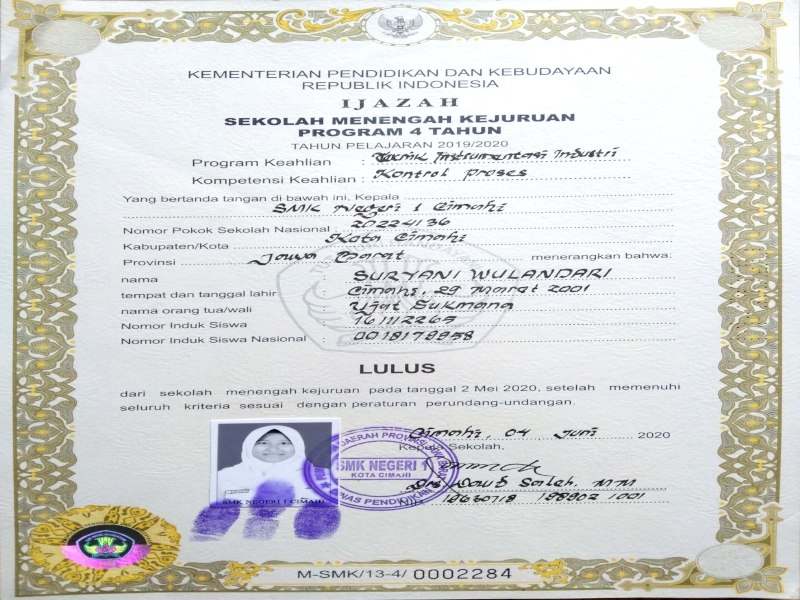 KEMENTERIAN PENDIDIKAN DAN KEBUDAYAAN
REPUBLIK INDONESIA
IJAZAH
SEKOLAH MENENGAH KEJURUAN
PROGRAM 4 TAHUN
TAHUN PELAJARAN 2019/2020
Program Keahlian : Teknik Instrumentasi Industri
Kompetensi Keahlian : Kontrol Proses
Yang bertanda tangan di bawah ini, Kepala
SMK Negeri 1 Cimahi
Nomor Pokok Sekolah Nasional 20224136
Kabupaten/Kota Kota Cimahi
Provinsi Jawa Barat menerangkan bahwa:
nama : SURYANI WULANDARI
tempat dan tanggal lahir : Cimahi, 29 Maret 2001
nama orang tua/wali : Ujat Sukmana
Nomor Induk Siswa : 161112265
Nomor Induk Siswa Nasional : 0018179958
LULUS
dari sekolah menengah kejuruan pada tanggal 2 Mei 2020, setelah memenuhi
seluruh kriteria sesuai dengan peraturan perundang-undangan.
Cimahi, 04 Juni 2020
Kepala Sekolah,
DAERAH PROVINSI
SMK NEGERI 1
KOTA CIMAHI
DINAS PENDIDIKAN
Drs. Daud Saleh, MM
NIP. 198902 1001
SMK NEGERI 1 CIMAHI
M-SMK/13-4/ 0002284